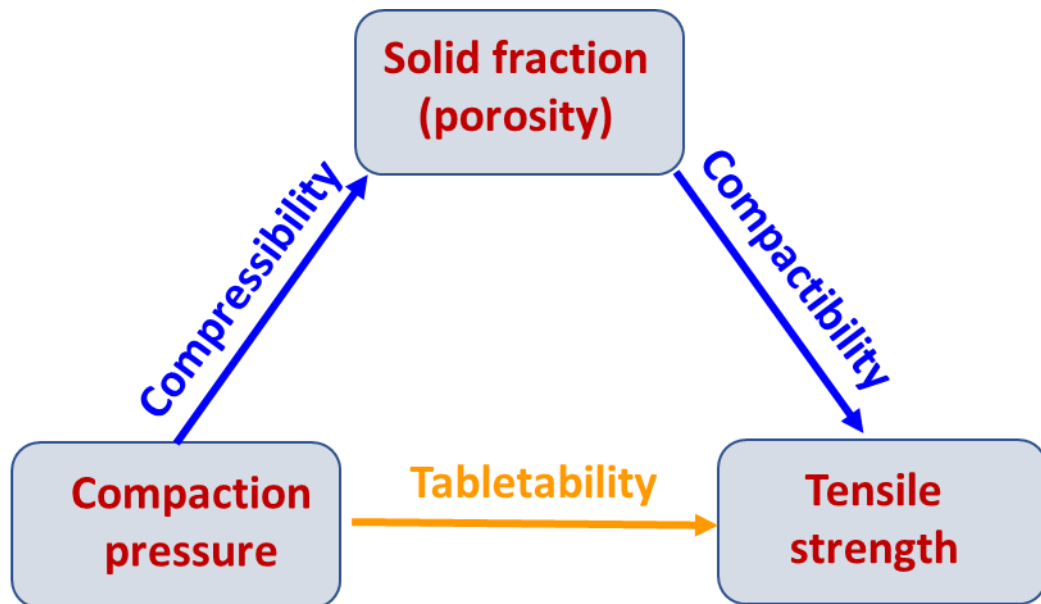 Solid fraction
(porosity)
Compressibility
Compactibility
Compaction
pressure
Tabletability
Tensile
strength